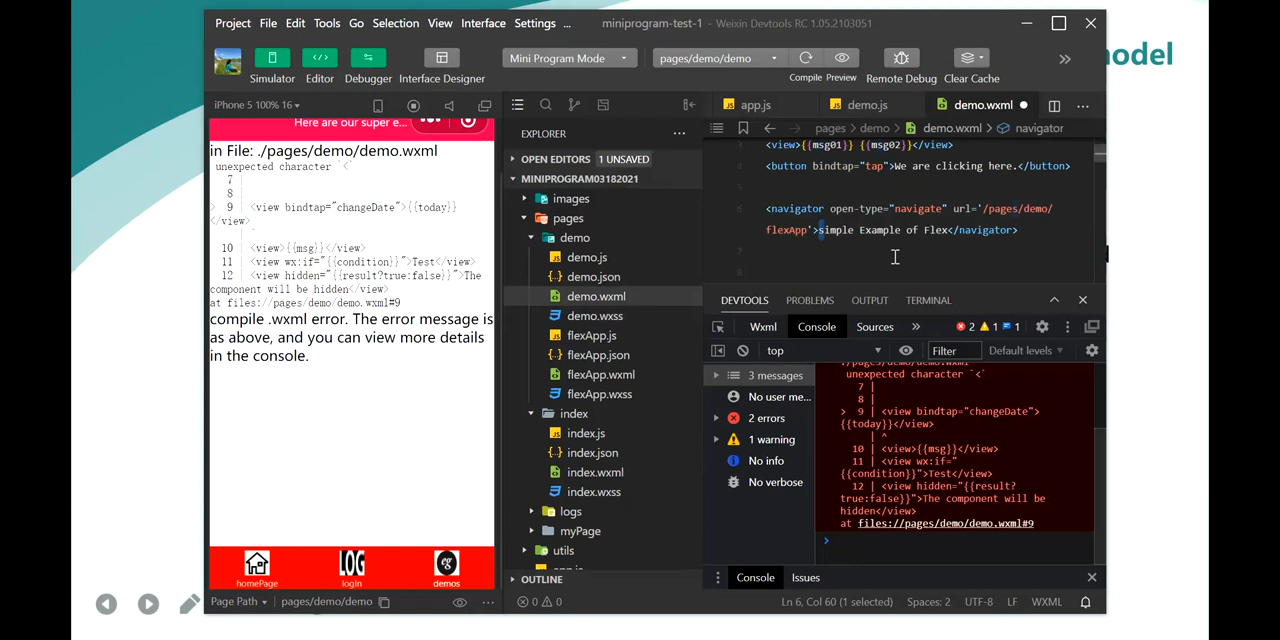 Project File Edit Tools Go Selection View Interface Settings ... miniprogram-test-1 - Weixin Devtools RC 1.05.2103051
model
Simulator Editor Debugger Interface Designer
Mini Program Mode
pages/demo/demo
Compile Preview Remote Debug Clear Cache
iPhone 5 100% 16
Here are our super e...
in File: ./pages/demo/demo.wxml
unexpected character `<`
7 |
8 |
> 9 | <view bindtap="changeDate">{{today}}
</view>
10 | <view>{{msg}}</view>
11 | <view wx:if="{{condition}}">Test</view>
12 | <view hidden="{{result?true:false}}">The
component will be hidden</view>
at files://pages/demo/demo.wxml#9
compile .wxml error. The error message is
as above, and you can view more details
in the console.
homePage
LOG
login
eg
demos
Page Path pages/demo/demo
EXPLORER
OPEN EDITORS 1 UNSAVED
MINIPROGRAM03182021
images
pages
demo
demo.js
demo.json
demo.wxml
demo.wxss
flexApp.js
flexApp.json
flexApp.wxml
flexApp.wxss
index
index.js
index.json
index.wxml
index.wxss
logs
myPage
utils
OUTLINE
app.js demo.js demo.wxml
pages demo demo.wxml navigator
<view>{{msg01}} {{msg02}}</view>
4 <button bindtap="tap">We are clicking here.</button>
5
6 <navigator open-type="navigate" url='/pages/demo/
flexApp'>simple Example of Flex</navigator>
7
8
DEVTOOLS PROBLEMS OUTPUT TERMINAL
Wxml Console Sources 2 1 1
top Filter Default levels
3 messages
No user me...
2 errors
1 warning
No info
No verbose
./pages/demo/demo.wxml
unexpected character `<`
7 |
8 |
> 9 | <view bindtap="changeDate">
{{today}}</view>
| ^
10 | <view>{{msg}}</view>
11 | <view wx:if="
{{condition}}">Test</view>
12 | <view hidden="{{result?
true:false}}">The component will be
hidden</view>
at files://pages/demo/demo.wxml#9
Console Issues
0 0 Ln 6, Col 60 (1 selected) Spaces: 2 UTF-8 LF WXML